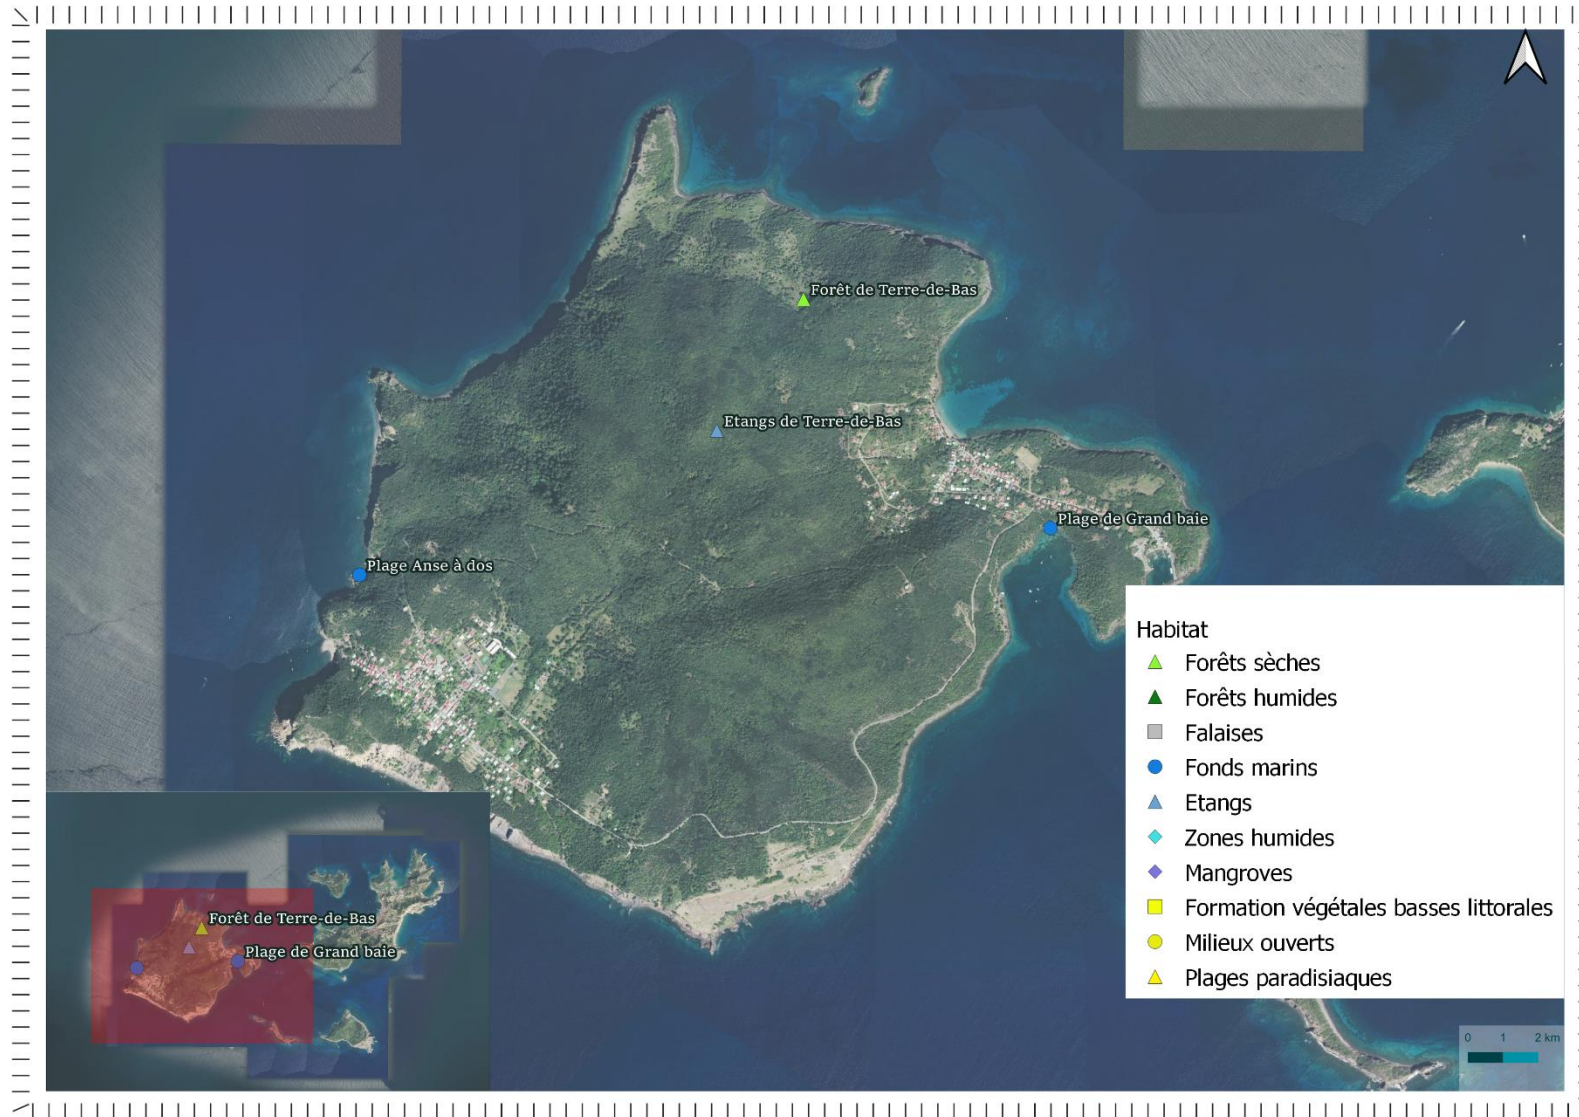 Forêt de Terre-de-Bas
Etangs de Terre-de-Bas
Plage de Grand baie
Plage Anse à dos
Habitat
Forêts sèches
Forêts humides
Falaises
Fonds marins
Etangs
Zones humides
Mangroves
Formation végétales basses littorales
Milieux ouverts
Plages paradisiaques
Forêt de Terre-de-Bas
Plage de Grand baie
0 1 2 km